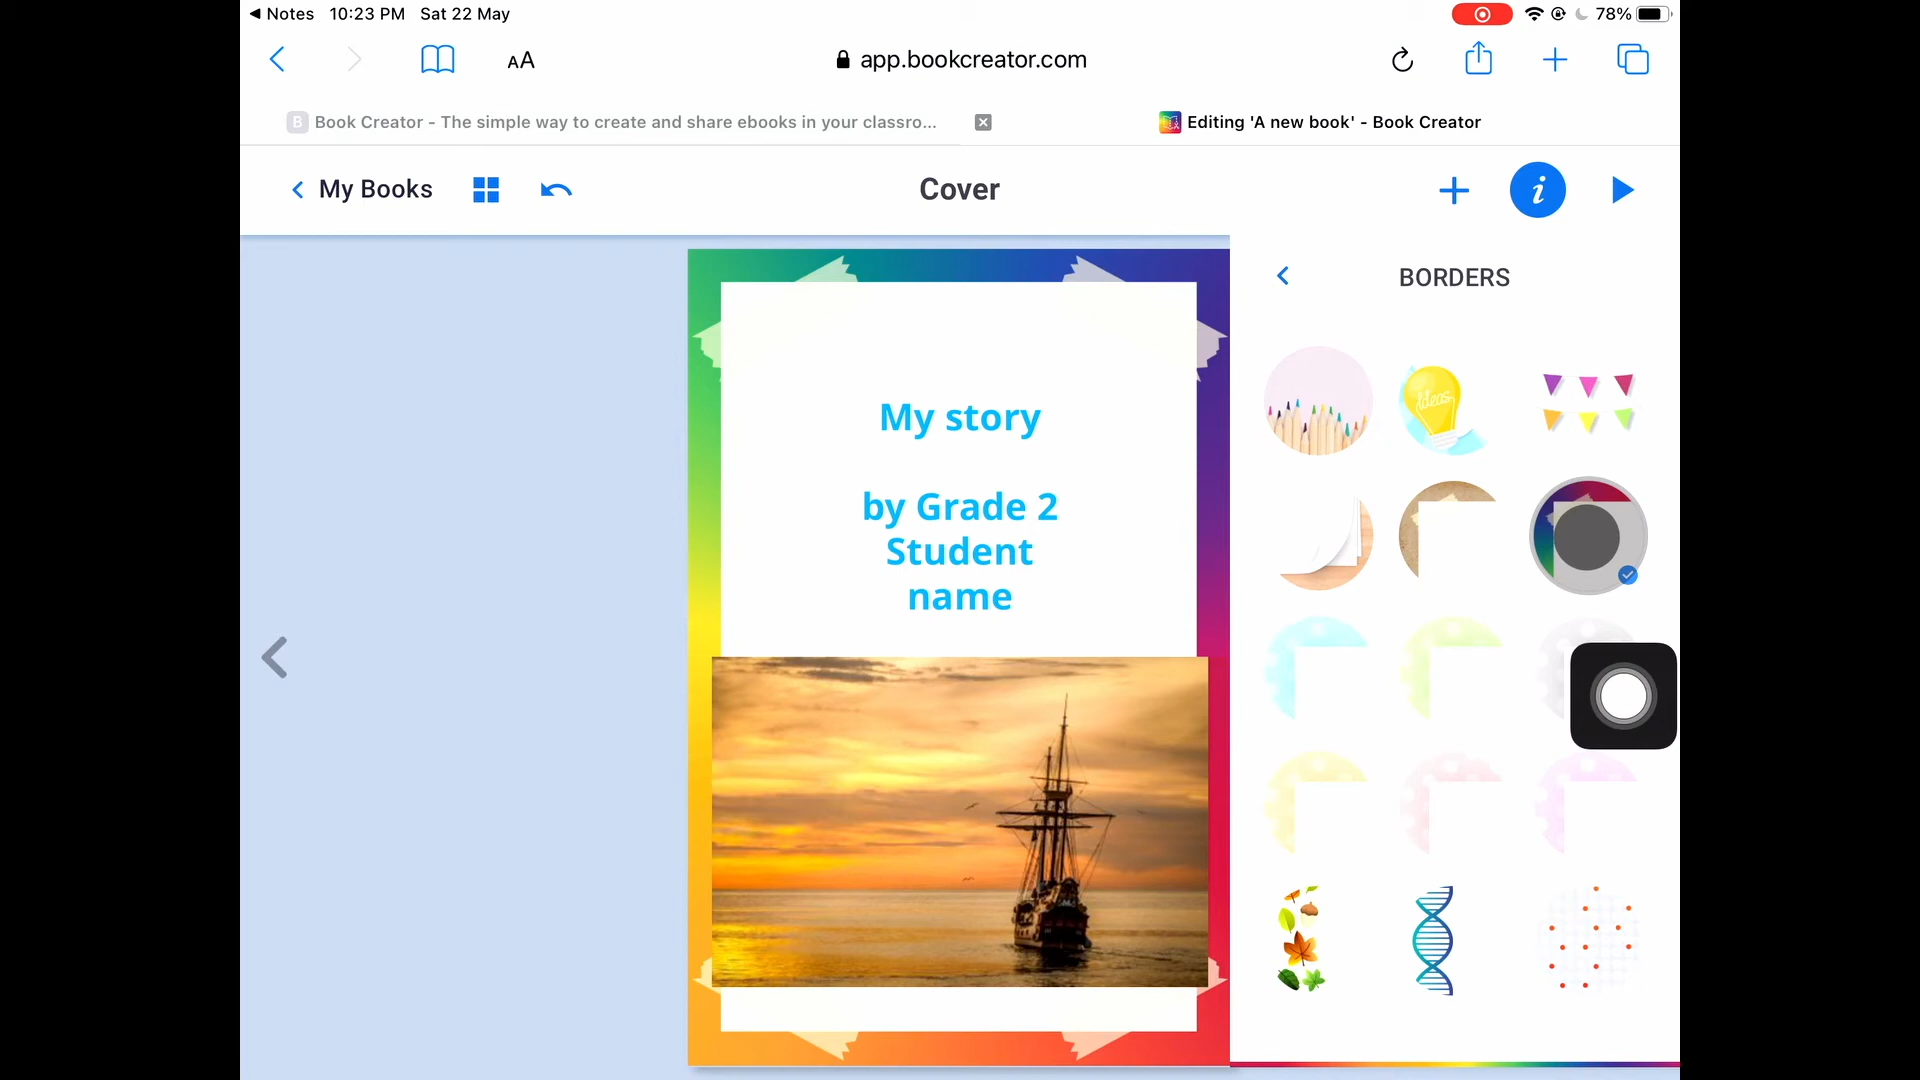 Notes 10:23 PM Sat 22 May 78%
AA app.bookcreator.com
B Book Creator - The simple way to create and share ebooks in your classro... Editing 'A new book' - Book Creator
My Books Cover i
BORDERS
Ideas
My story
by Grade 2
Student
name